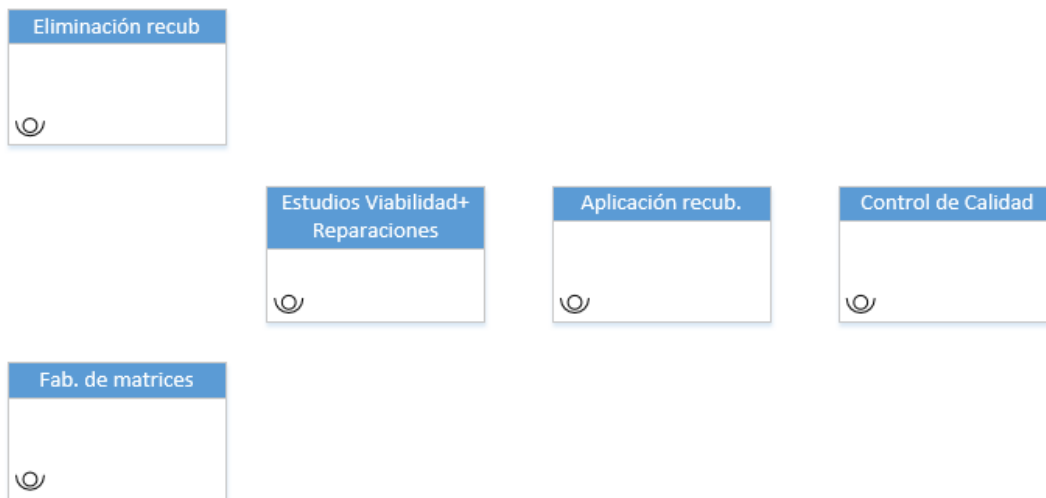 Eliminación recub
Estudios Viabilidad+
Reparaciones
Aplicación recub.
Control de Calidad
Fab. de matrices